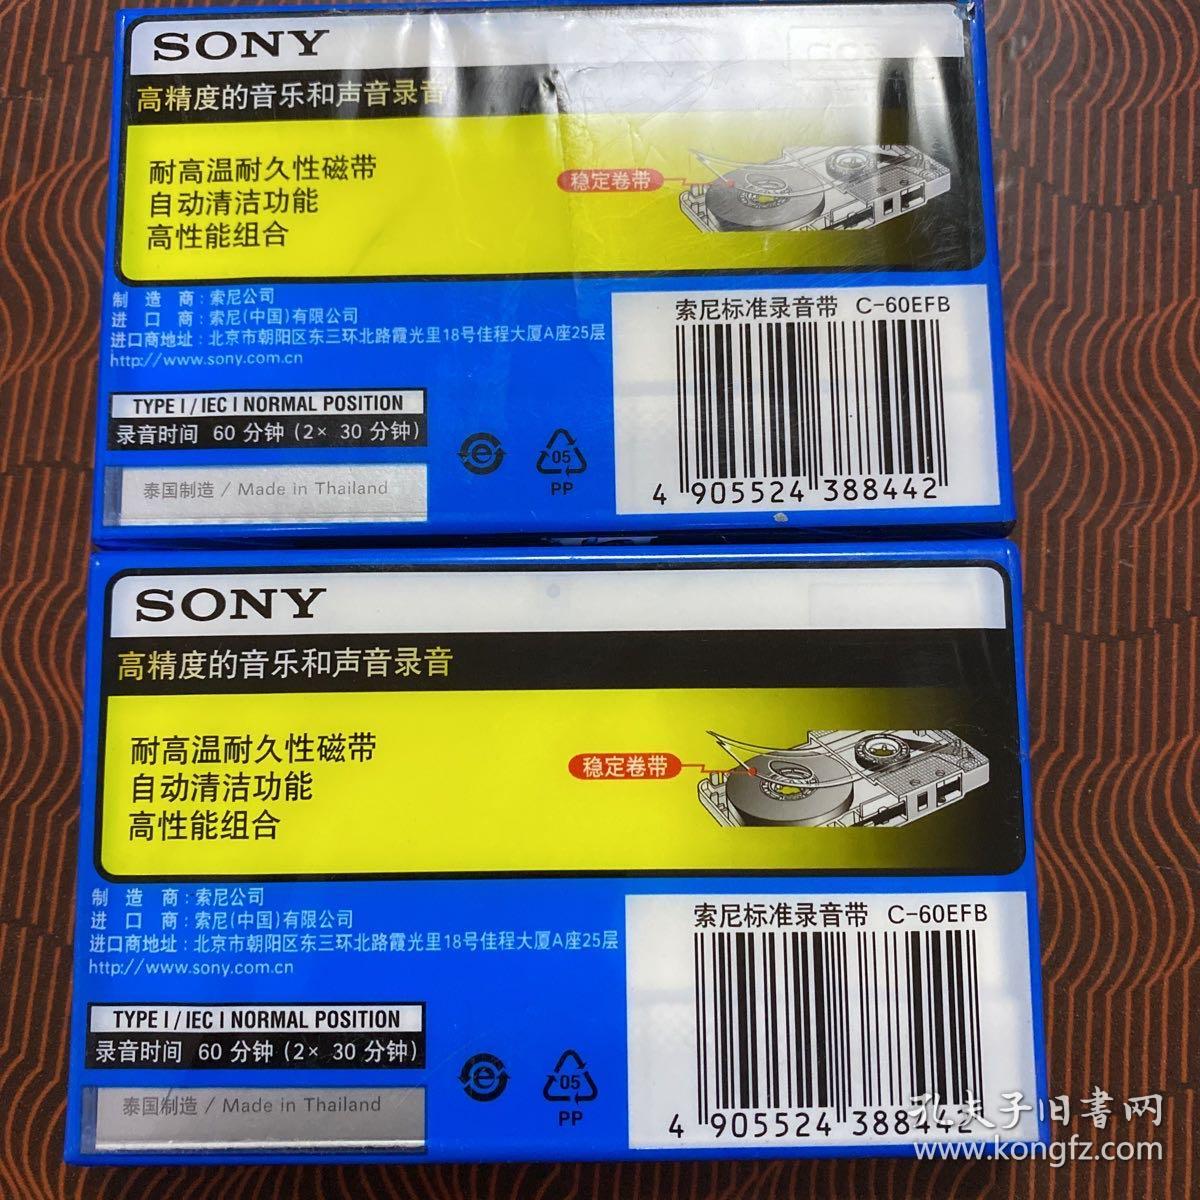 SONY
高精度的音乐和声音录音
耐高温耐久性磁带
自动清洁功能
高性能组合
稳定卷带
制 造 商：索尼公司
进 口 商：索尼(中国)有限公司
进口商地址：北京市朝阳区东三环北路霞光里18号佳程大厦A座25层
http://www.sony.com.cn
索尼标准录音带 C-60EFB
TYPE I / IEC I NORMAL POSITION
录音时间 60 分钟 (2× 30 分钟)
泰国制造 / Made in Thailand
e
05
PP
4 905524 388442
SONY
高精度的音乐和声音录音
耐高温耐久性磁带
自动清洁功能
高性能组合
稳定卷带
制 造 商：索尼公司
进 口 商：索尼(中国)有限公司
进口商地址：北京市朝阳区东三环北路霞光里18号佳程大厦A座25层
http://www.sony.com.cn
索尼标准录音带 C-60EFB
TYPE I / IEC I NORMAL POSITION
录音时间 60 分钟 (2× 30 分钟)
泰国制造 / Made in Thailand
e
05
PP
4 905524 388442
孔夫子旧書网
www.kongfz.com